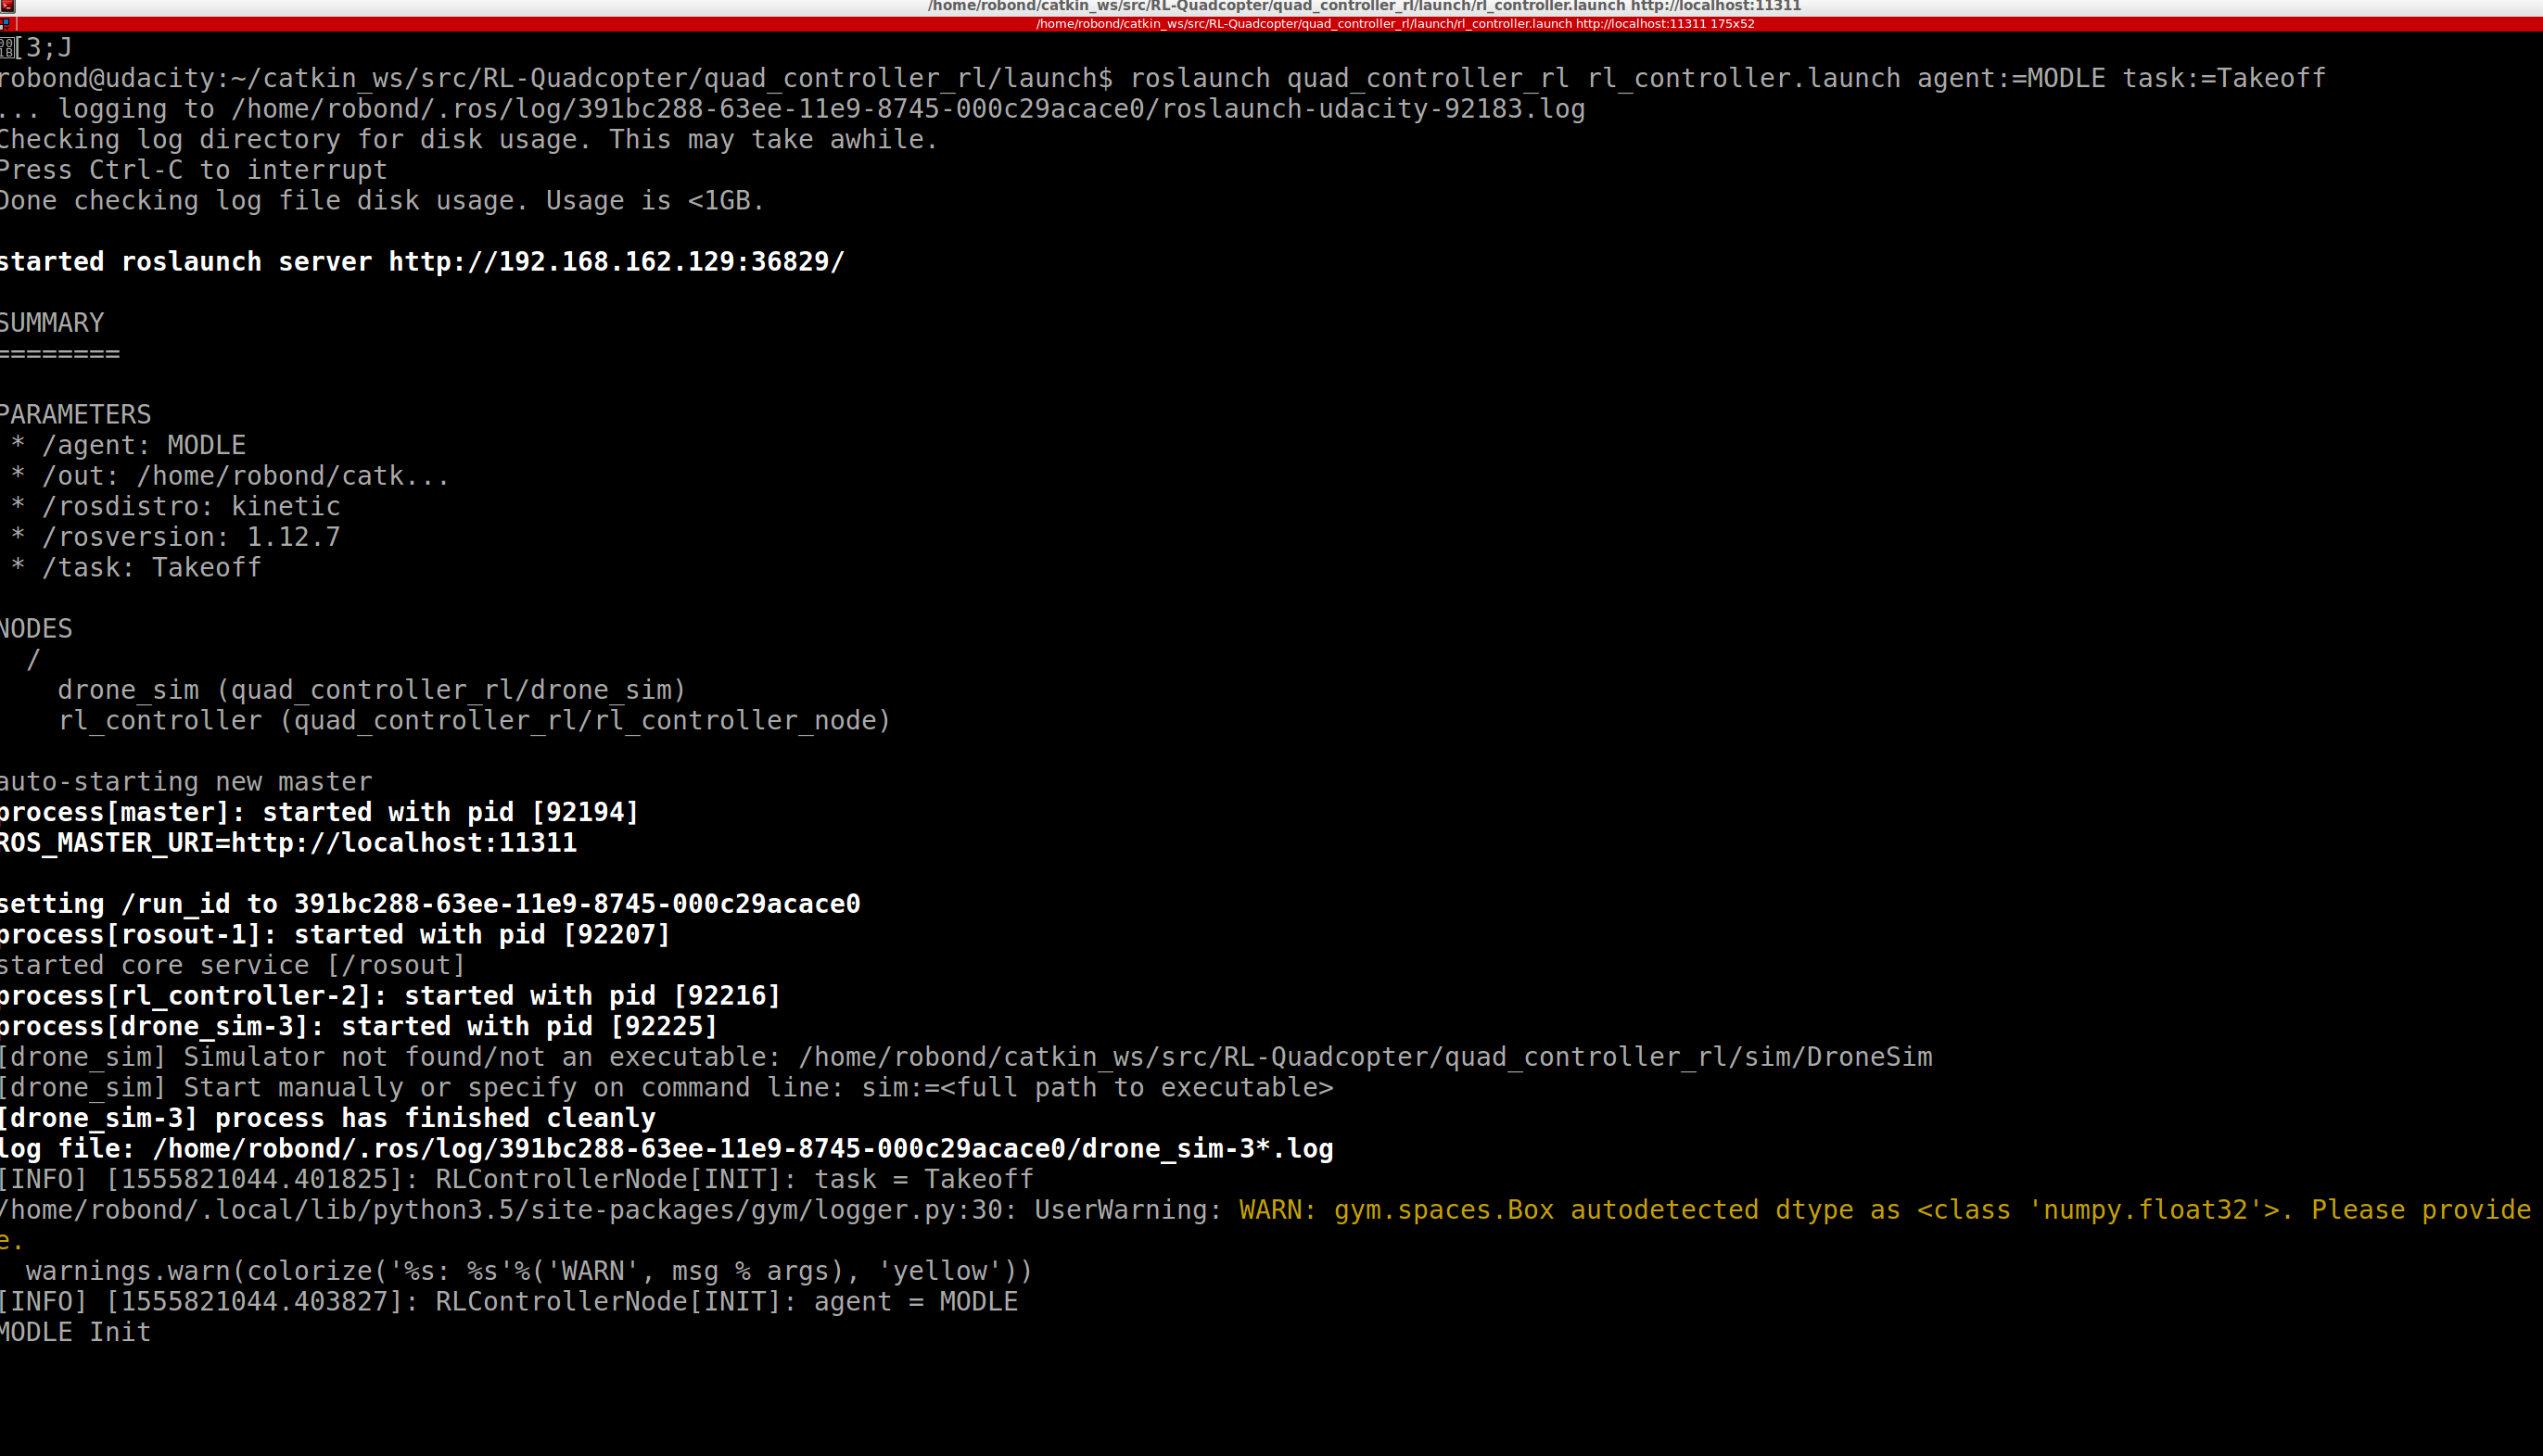 /home/robond/catkin_ws/src/RL-Quadcopter/quad_controller_rl/launch/rl_controller.launch http://localhost:11311
/home/robond/catkin_ws/src/RL-Quadcopter/quad_controller_rl/launch/rl_controller.launch http://localhost:11311 175x52
[3;J
robond@udacity:~/catkin_ws/src/RL-Quadcopter/quad_controller_rl/launch$ roslaunch quad_controller_rl rl_controller.launch agent:=MODLE task:=Takeoff
... logging to /home/robond/.ros/log/391bc288-63ee-11e9-8745-000c29acace0/roslaunch-udacity-92183.log
Checking log directory for disk usage. This may take awhile.
Press Ctrl-C to interrupt
Done checking log file disk usage. Usage is <1GB.
started roslaunch server http://192.168.162.129:36829/
SUMMARY
========
PARAMETERS
* /agent: MODLE
* /out: /home/robond/catk...
* /rosdistro: kinetic
* /rosversion: 1.12.7
* /task: Takeoff
NODES
/
drone_sim (quad_controller_rl/drone_sim)
rl_controller (quad_controller_rl/rl_controller_node)
auto-starting new master
process[master]: started with pid [92194]
ROS_MASTER_URI=http://localhost:11311
setting /run_id to 391bc288-63ee-11e9-8745-000c29acace0
process[rosout-1]: started with pid [92207]
started core service [/rosout]
process[rl_controller-2]: started with pid [92216]
process[drone_sim-3]: started with pid [92225]
[drone_sim] Simulator not found/not an executable: /home/robond/catkin_ws/src/RL-Quadcopter/quad_controller_rl/sim/DroneSim
[drone_sim] Start manually or specify on command line: sim:=<full path to executable>
[drone_sim-3] process has finished cleanly
log file: /home/robond/.ros/log/391bc288-63ee-11e9-8745-000c29acace0/drone_sim-3*.log
[INFO] [1555821044.401825]: RLControllerNode[INIT]: task = Takeoff
/home/robond/.local/lib/python3.5/site-packages/gym/logger.py:30: UserWarning: WARN: gym.spaces.Box autodetected dtype as <class 'numpy.float32'>. Please provide
e.
warnings.warn(colorize('%s: %s'%('WARN', msg % args), 'yellow'))
[INFO] [1555821044.403827]: RLControllerNode[INIT]: agent = MODLE
MODLE Init